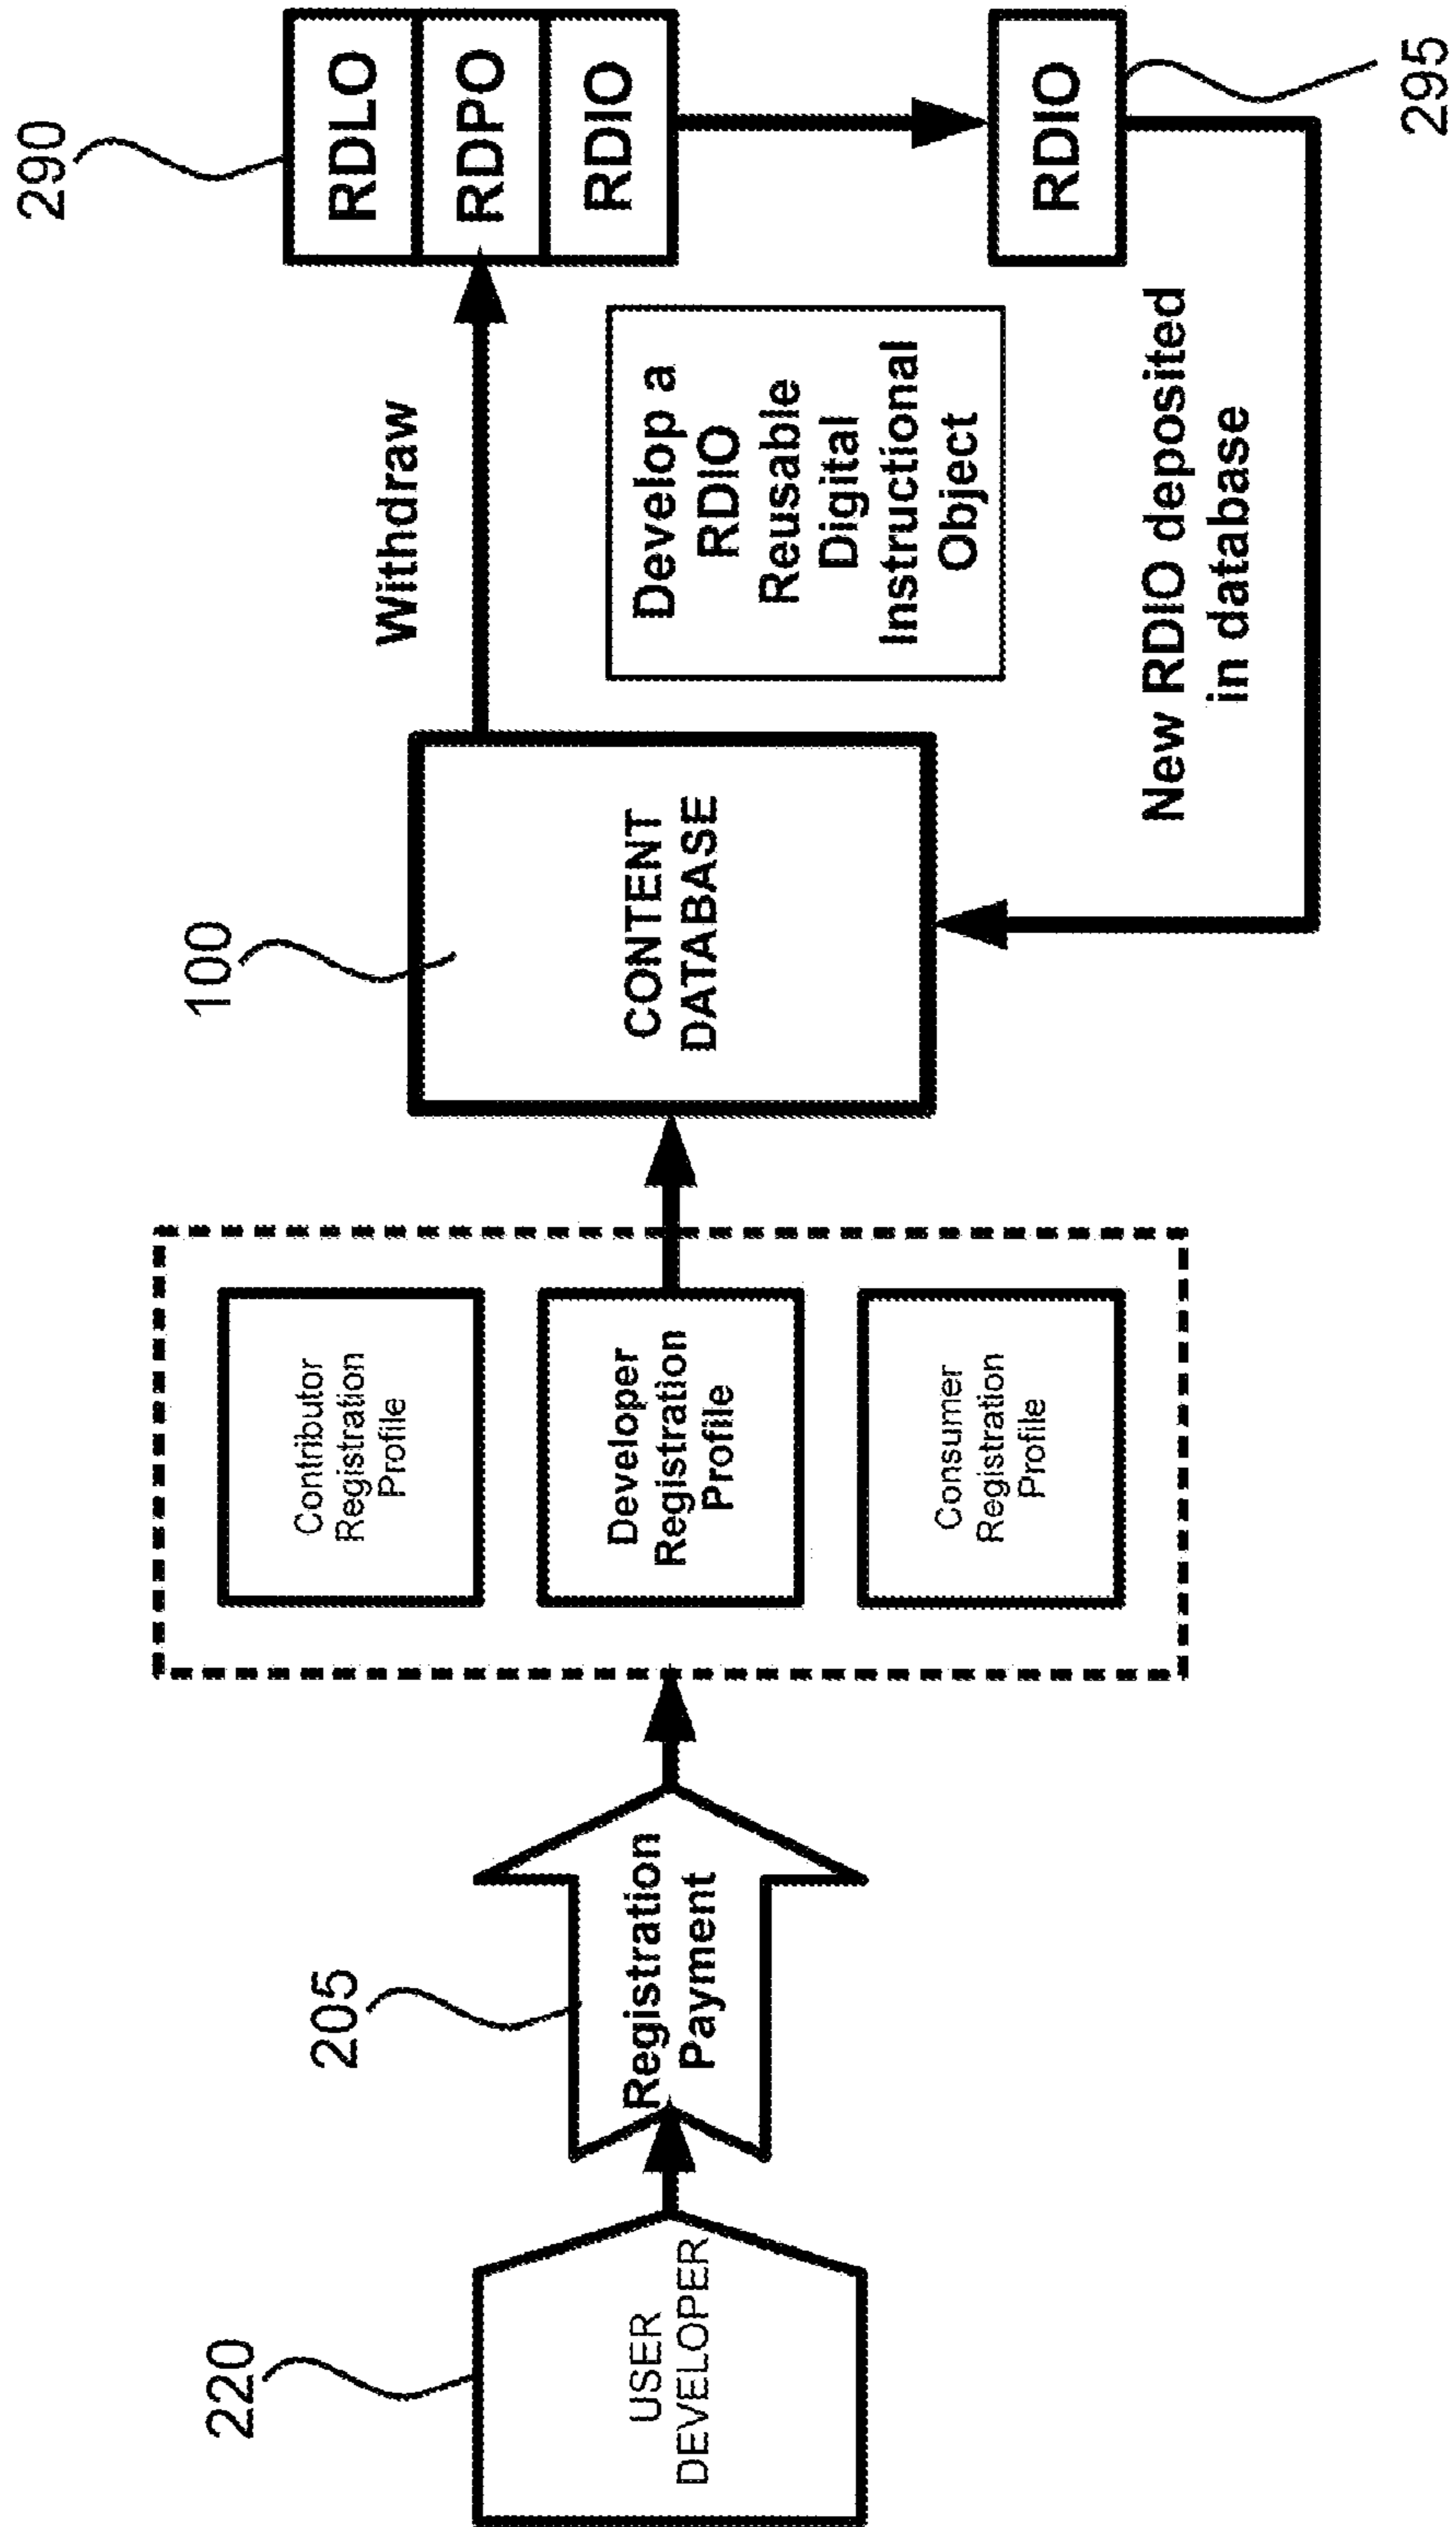 220
USER
DEVELOPER
205
Registration
Payment
Contributor
Registration
Profile
Developer
Registration
Profile
Consumer
Registration
Profile
100
CONTENT
DATABASE
Withdraw
Develop a
RDIO
Reusable
Digital
Instructional
Object
New RDIO deposited
in database
290
RDLO
RDPO
RDIO
RDIO
295